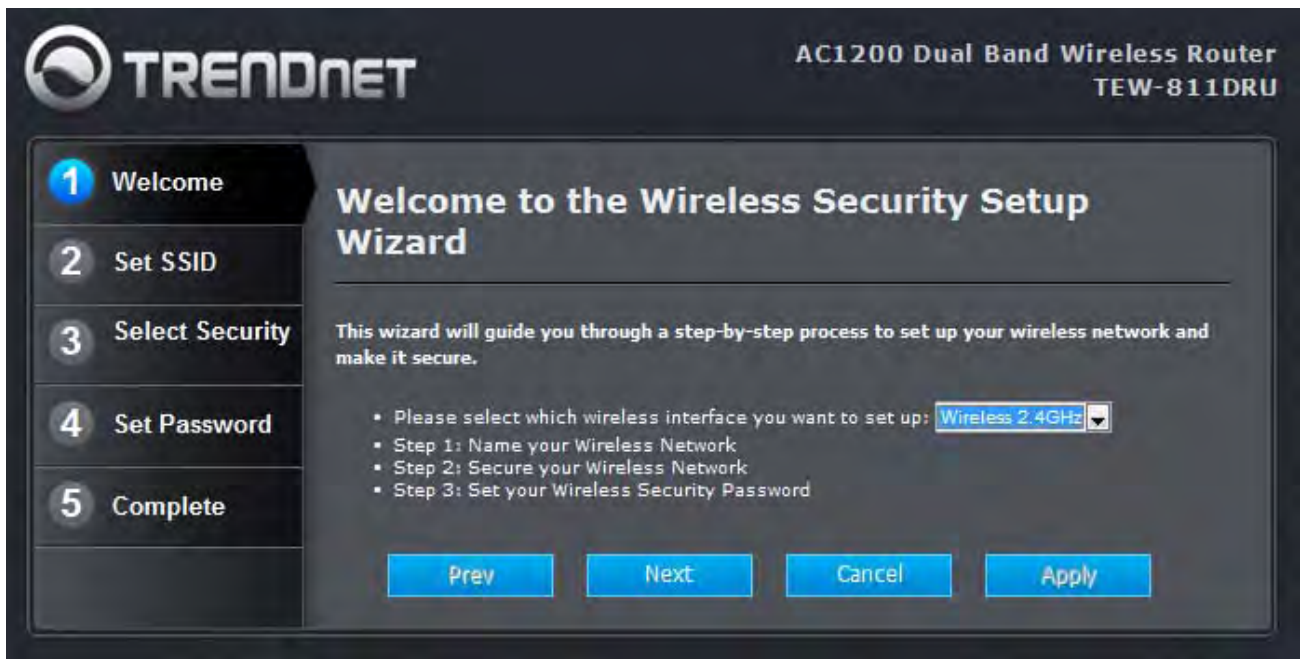 TRENDnET
AC1200 Dual Band Wireless Router
TEW-811DRU
1 Welcome
2 Set SSID
3 Select Security
4 Set Password
5 Complete
Welcome to the Wireless Security Setup
Wizard
This wizard will guide you through a step-by-step process to set up your wireless network and
make it secure.
▪ Please select which wireless interface you want to set up: Wireless 2.4GHz
▪ Step 1: Name your Wireless Network
▪ Step 2: Secure your Wireless Network
▪ Step 3: Set your Wireless Security Password
Prev Next Cancel Apply